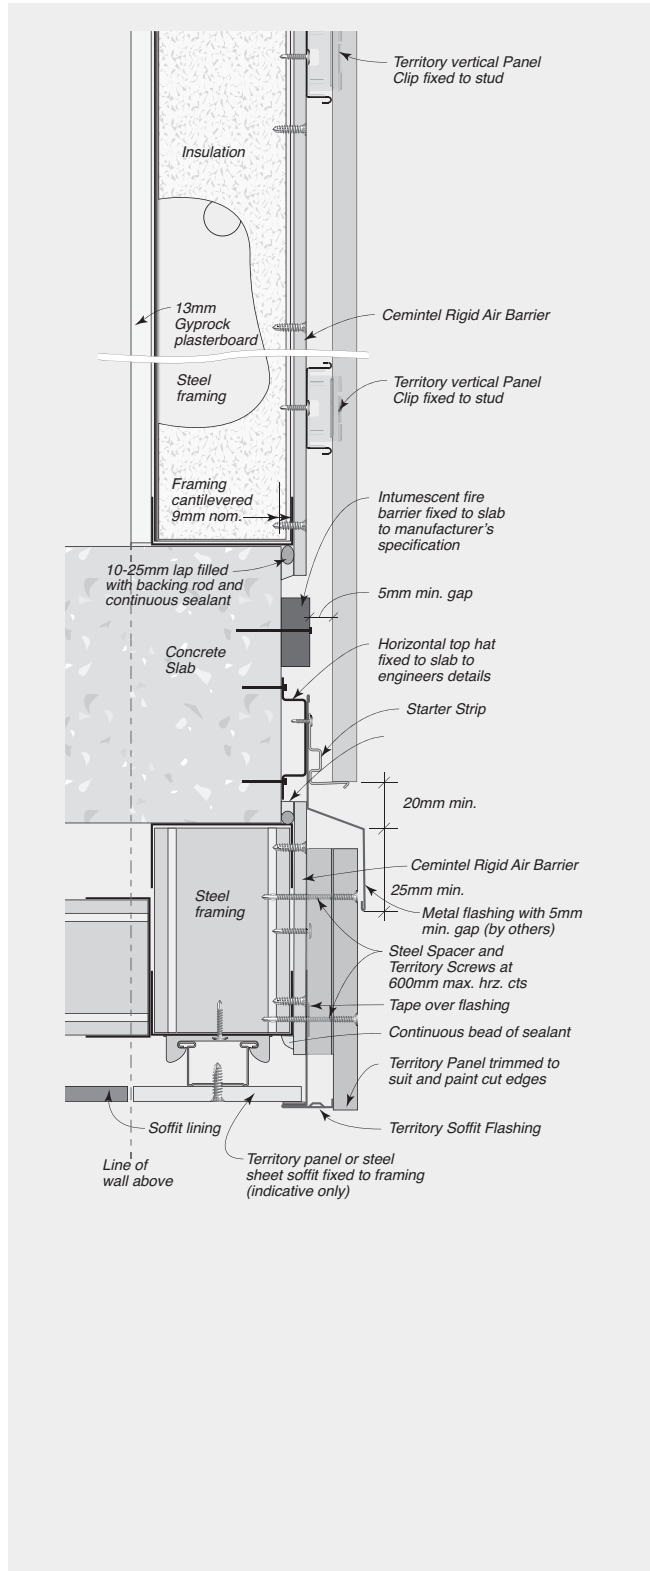 Territory vertical Panel
Clip fixed to stud
Insulation
13mm
Gyprock
plasterboard
Cemintel Rigid Air Barrier
Steel
framing
Territory vertical Panel
Clip fixed to stud
Framing
cantilevered
9mm nom.
Intumescent fire
barrier fixed to slab
to manufacturer's
specification
10-25mm lap filled
with backing rod and
continuous sealant
5mm min. gap
Concrete
Slab
Horizontal top hat
fixed to slab to
engineers details
Starter Strip
20mm min.
Cemintel Rigid Air Barrier
Steel
framing
25mm min.
Metal flashing with 5mm
min. gap (by others)
Steel Spacer and
Territory Screws at
600mm max. hrz. cts
Tape over flashing
Continuous bead of sealant
Territory Panel trimmed to
suit and paint cut edges
Soffit lining
Territory Soffit Flashing
Line of
wall above
Territory panel or steel
sheet soffit fixed to framing
(indicative only)